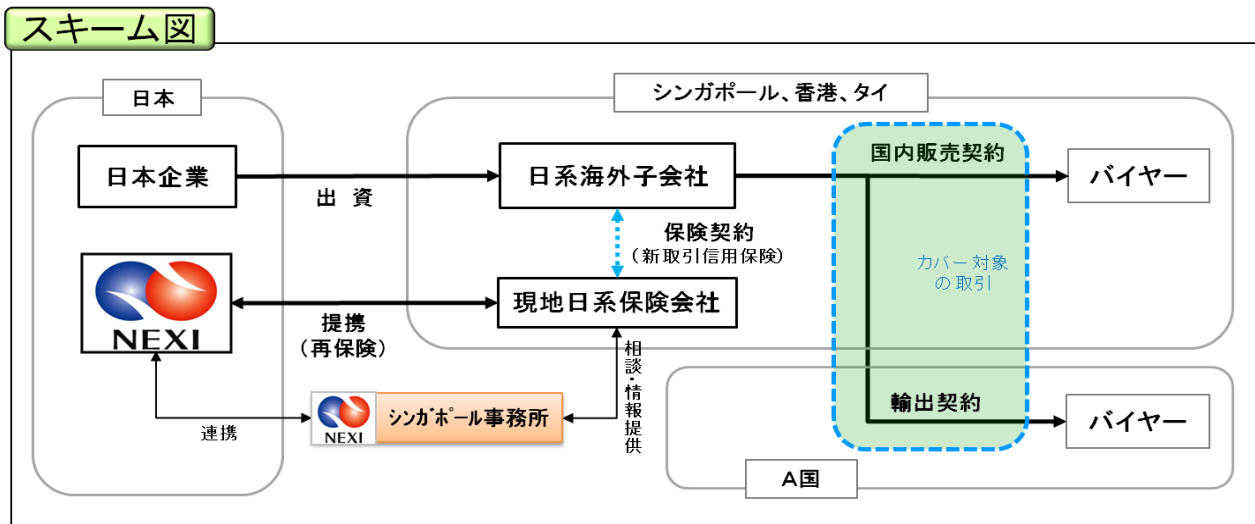 スキーム図
日本
シンガポール、香港、タイ
日本企業
出 資
日系海外子会社
国内販売契約
バイヤー
保険契約
（新取引信用保険）
カバー対象
の取引
NEXI
提携
（再保険）
現地日系保険会社
相談・情報提供
連携
NEXI
シンガポール事務所
輸出契約
バイヤー
A国